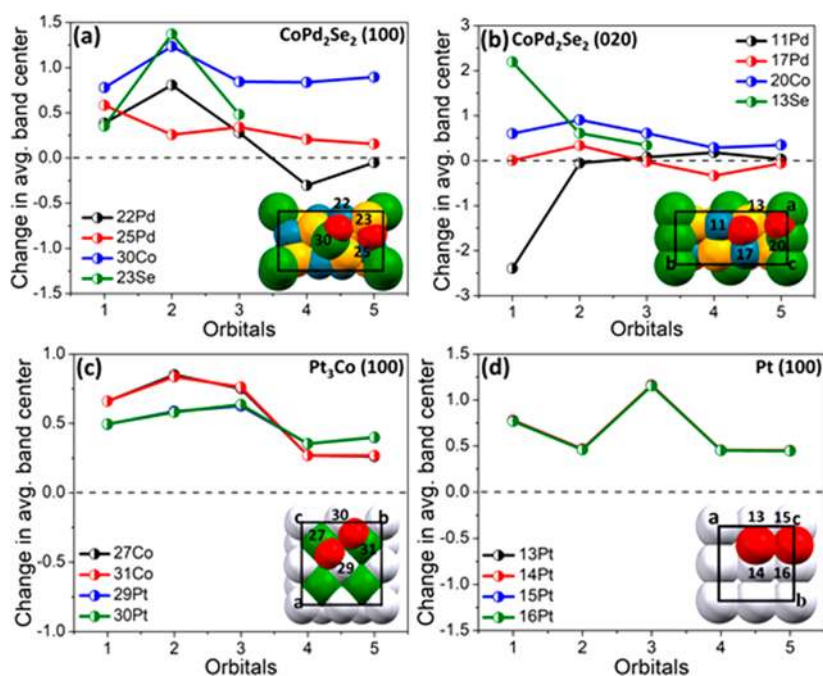 (a) CoPd₂Se₂ (100)
Change in avg. band center
1.5
1.0
0.5
0.0
-0.5
-1.0
-1.5
22Pd
25Pd
30Co
23Se
22
23
30
25
1 2 3 4 5
Orbitals
(b) CoPd₂Se₂ (020)
Change in avg. band center
3
2
1
0
-1
-2
-3
11Pd
17Pd
20Co
13Se
13
a
11
20
17
b
c
1 2 3 4 5
Orbitals
(c) Pt₃Co (100)
Change in avg. band center
1.0
0.5
0.0
-0.5
-1.0
27Co
31Co
29Pt
30Pt
c
30
b
27
31
29
a
1 2 3 4 5
Orbitals
(d) Pt (100)
Change in avg. band center
1.5
1.0
0.5
0.0
-0.5
-1.0
-1.5
13Pt
14Pt
15Pt
16Pt
a
13
15
c
14
16
b
1 2 3 4 5
Orbitals